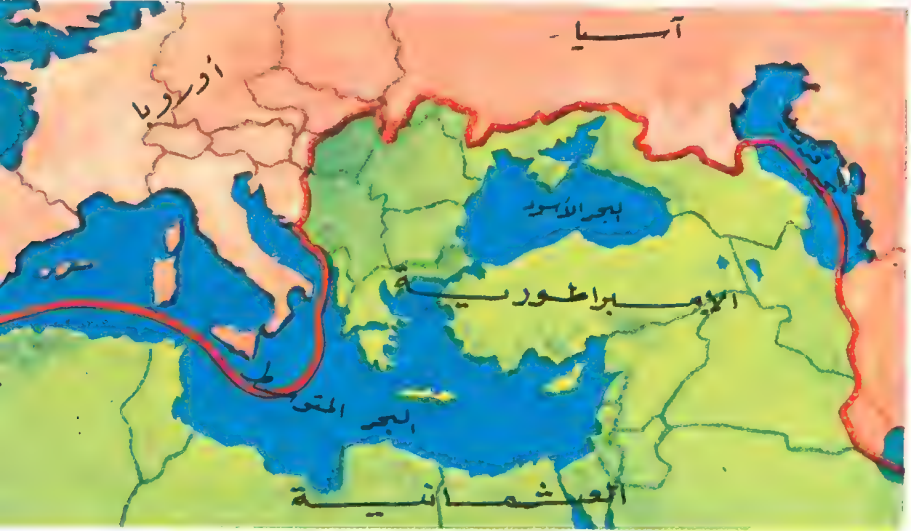 آسيا
أوروبا
البحر الأسود
الإمبراطورية
البحر المتوسط
العثمانية